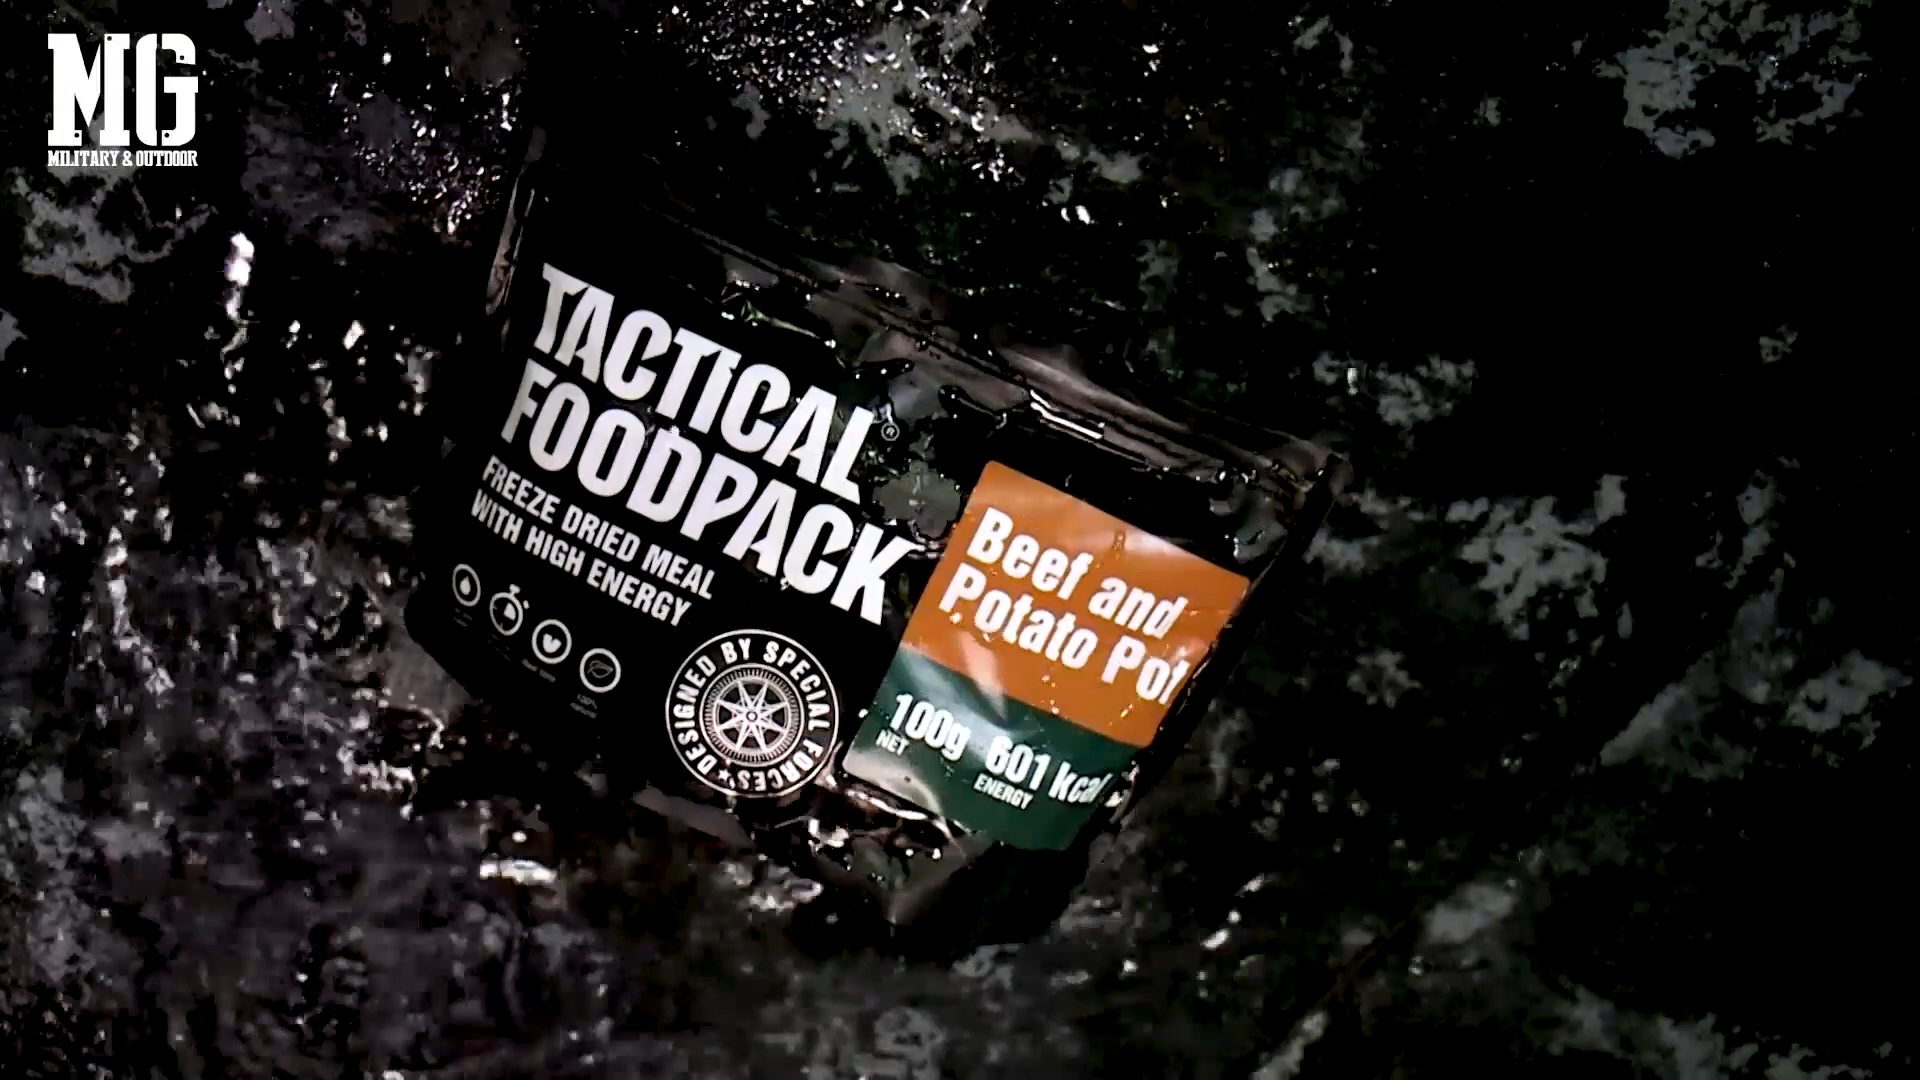 MG
MILITARY & OUTDOOR
TACTICAL
FOODPACK®
FREEZE DRIED MEAL
WITH HIGH ENERGY
DESIGNED BY SPECIAL FORCES
Beef and
Potato Pot
100g 601 kcal
NET ENERGY